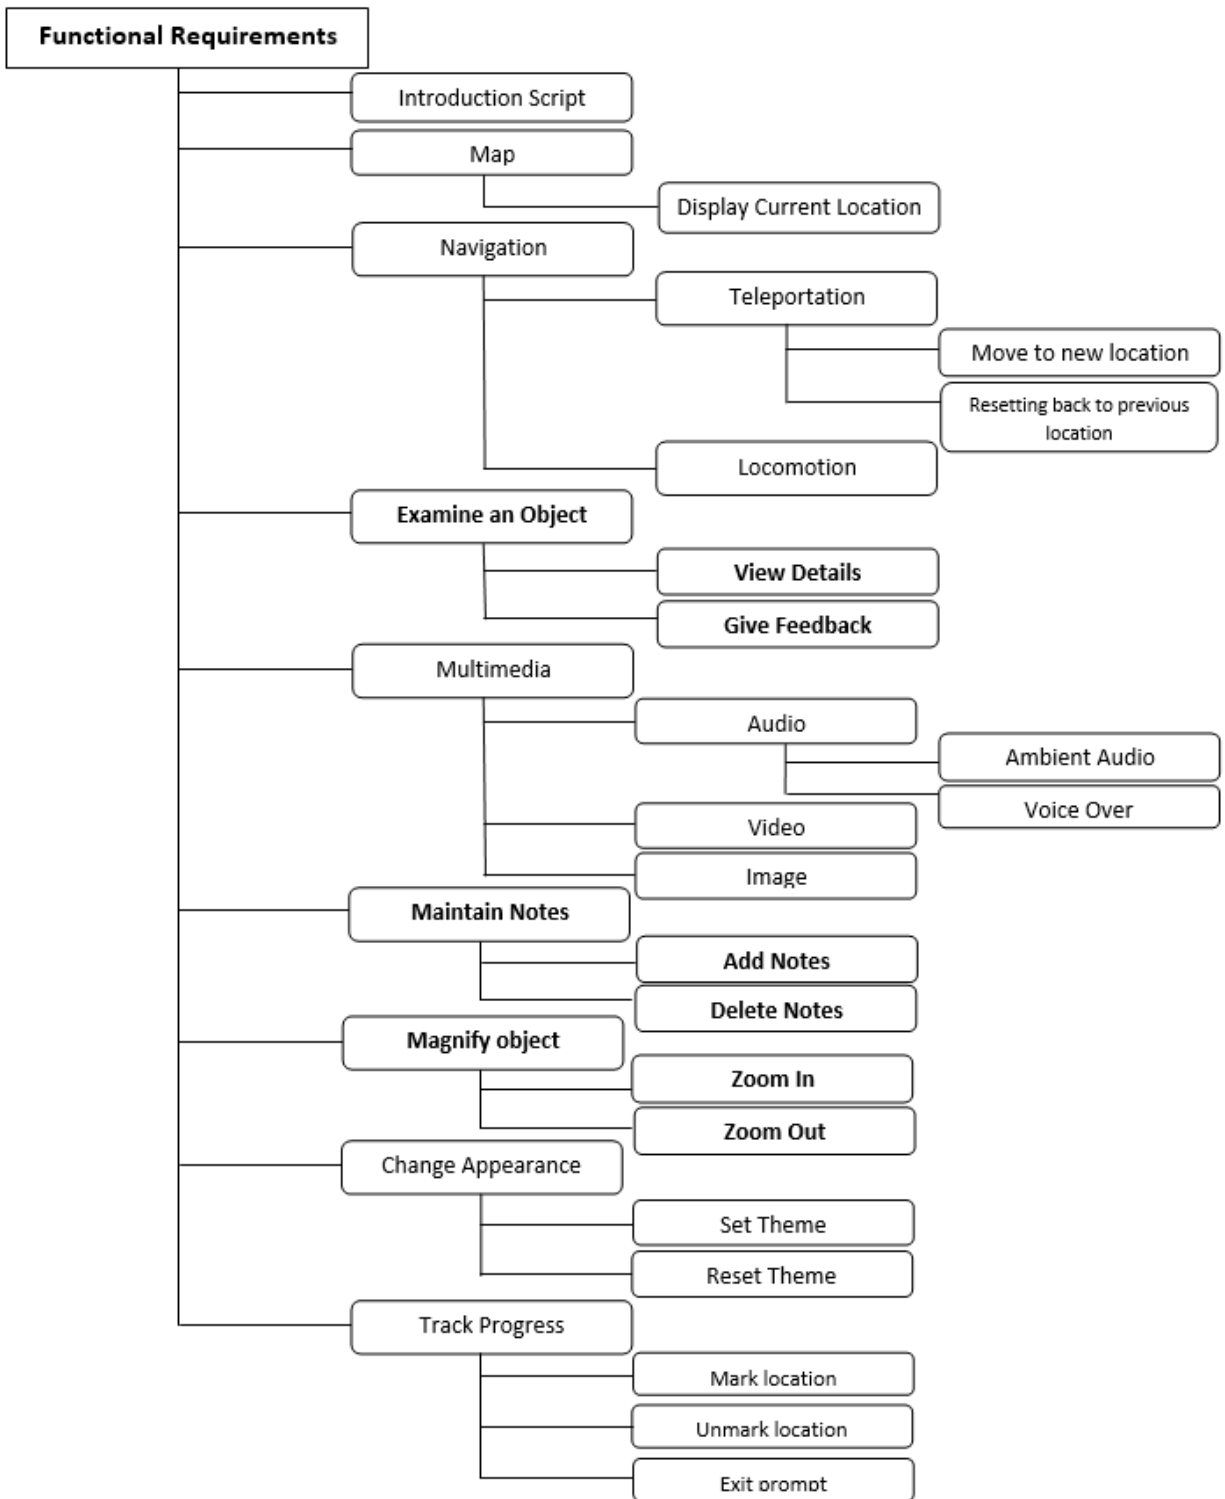 Functional Requirements
Introduction Script
Map
Display Current Location
Navigation
Teleportation
Move to new location
Resetting back to previous
location
Locomotion
Examine an Object
View Details
Give Feedback
Multimedia
Audio
Ambient Audio
Voice Over
Video
Image
Maintain Notes
Add Notes
Delete Notes
Magnify object
Zoom In
Zoom Out
Change Appearance
Set Theme
Reset Theme
Track Progress
Mark location
Unmark location
Exit prompt